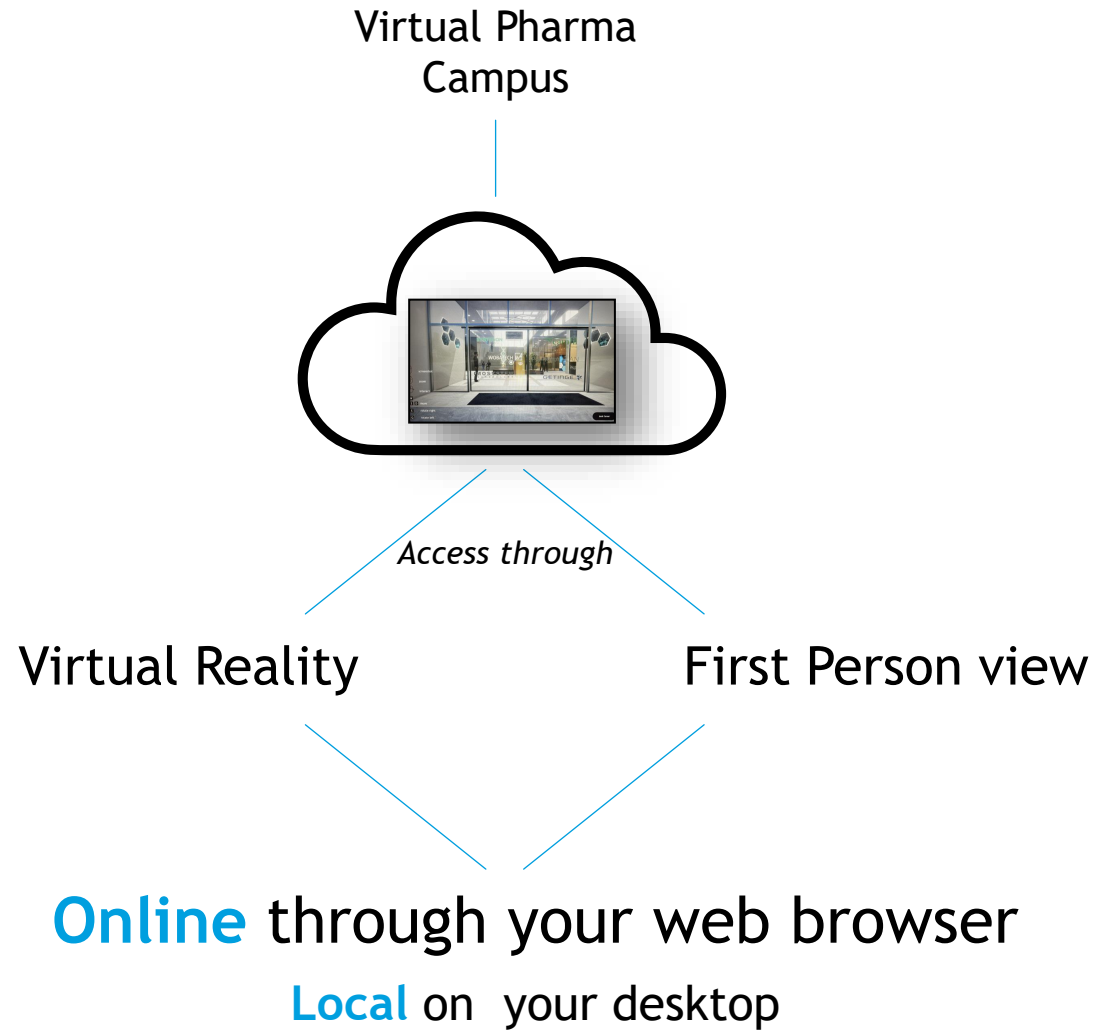 Virtual Pharma
Campus
GETINGE
Access through
Virtual Reality
First Person view
Online through your web browser
Local on  your desktop